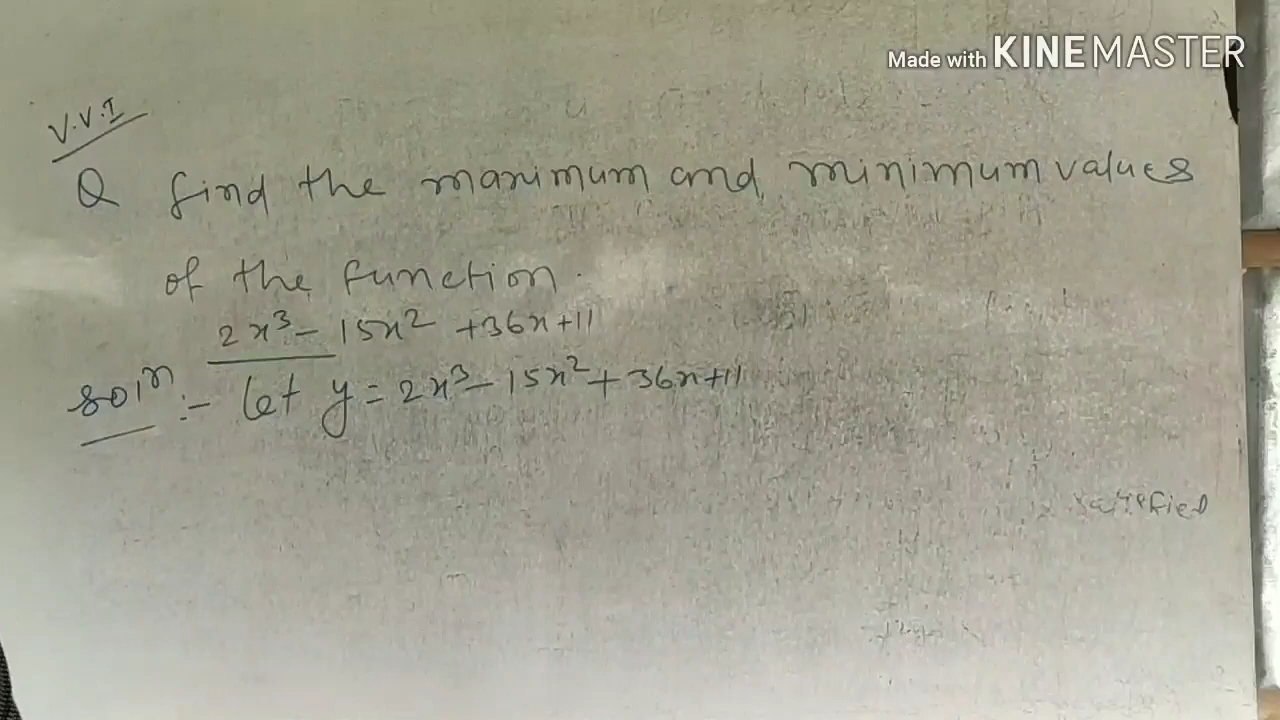 Made with KINEMASTER
V.V.I
Q find the maximum and minimum values
of the function.
2x³- 15x² +36x+11
solⁿ :- let y = 2x³- 15x²+ 36x+11